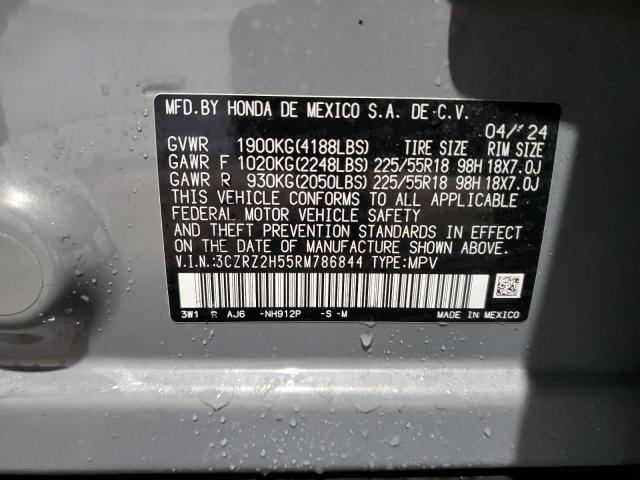 MFD.BY HONDA DE MEXICO S.A. DE C.V.
04/ 24
GVWR 1900KG(4188LBS) TIRE SIZE RIM SIZE
GAWR F 1020KG(2248LBS) 225/55R18 98H 18X7.0J
GAWR R 930KG(2050LBS) 225/55R18 98H 18X7.0J
THIS VEHICLE CONFORMS TO ALL APPLICABLE
FEDERAL MOTOR VEHICLE SAFETY
AND THEFT PREVENTION STANDARDS IN EFFECT
ON THE DATE OF MANUFACTURE SHOWN ABOVE.
V.I.N.:3CZRZ2H55RM786844 TYPE:MPV
3W1 R AJ6 -NH912P -S -M MADE IN MEXICO